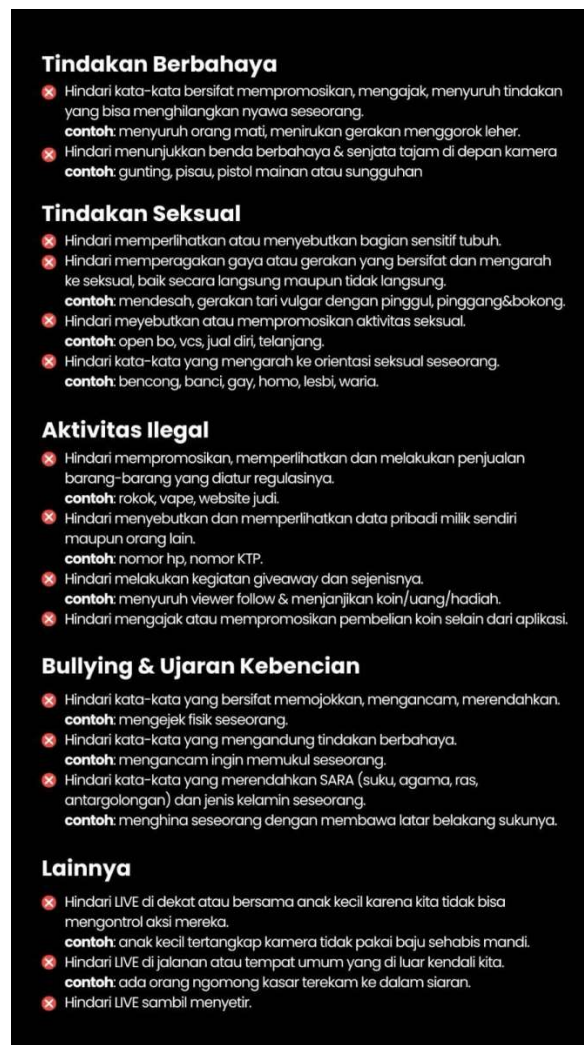 Tindakan Berbahaya
Hindari kata-kata bersifat mempromosikan, mengajak, menyuruh tindakan
yang bisa menghilangkan nyawa seseorang.
contoh: menyuruh orang mati, menirukan gerakan menggorok leher.
Hindari menunjukkan benda berbahaya & senjata tajam di depan kamera
contoh: gunting, pisau, pistol mainan atau sungguhan
Tindakan Seksual
Hindari memperlihatkan atau menyebutkan bagian sensitif tubuh.
Hindari memperagakan gaya atau gerakan yang bersifat dan mengarah
ke seksual, baik secara langsung maupun tidak langsung.
contoh: mendesah, gerakan tari vulgar dengan pinggul, pinggang&bokong.
Hindari meyebutkan atau mempromosikan aktivitas seksual.
contoh: open bo, vcs, jual diri, telanjang.
Hindari kata-kata yang mengarah ke orientasi seksual seseorang.
contoh: bencong, banci, gay, homo, lesbi, waria.
Aktivitas Ilegal
Hindari mempromosikan, memperlihatkan dan melakukan penjualan
barang-barang yang diatur regulasinya.
contoh: rokok, vape, website judi.
Hindari menyebutkan dan memperlihatkan data pribadi milik sendiri
maupun orang lain.
contoh: nomor hp, nomor KTP.
Hindari melakukan kegiatan giveaway dan sejenisnya.
contoh: menyuruh viewer follow & menjanjikan koin/uang/hadiah.
Hindari mengajak atau mempromosikan pembelian koin selain dari aplikasi.
Bullying & Ujaran Kebencian
Hindari kata-kata yang bersifat memojokkan, mengancam, merendahkan.
contoh: mengejek fisik seseorang.
Hindari kata-kata yang mengandung tindakan berbahaya.
contoh: mengancam ingin memukul seseorang.
Hindari kata-kata yang merendahkan SARA (suku, agama, ras,
antargolongan) dan jenis kelamin seseorang.
contoh: menghina seseorang dengan membawa latar belakang sukunya.
Lainnya
Hindari LIVE di dekat atau bersama anak kecil karena kita tidak bisa
mengontrol aksi mereka.
contoh: anak kecil tertangkap kamera tidak pakai baju sehabis mandi.
Hindari LIVE di jalanan atau tempat umum yang di luar kendali kita.
contoh: ada orang ngomong kasar terekam ke dalam siaran.
Hindari LIVE sambil menyetir.